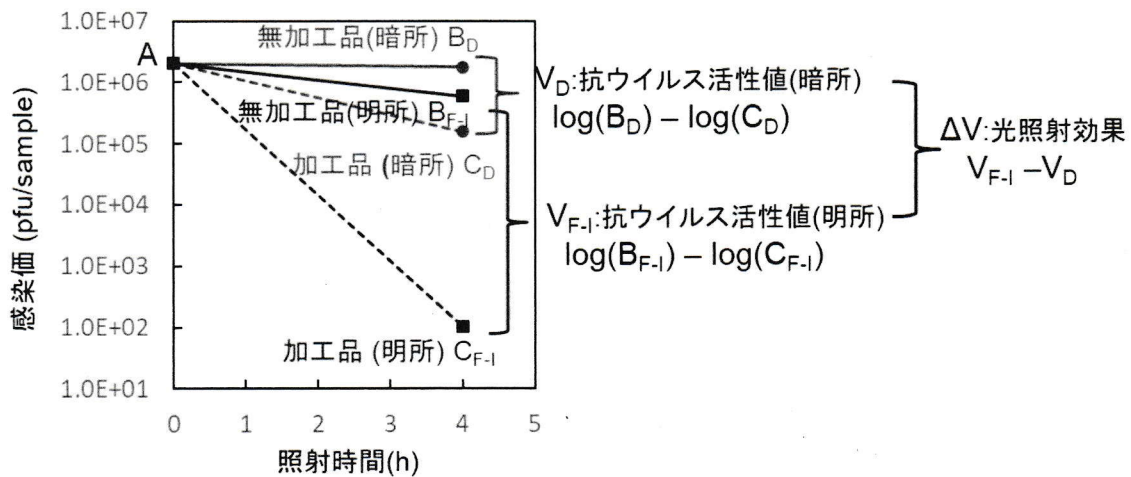 1.0E+07
1.0E+06
1.0E+05
1.0E+04
1.0E+03
1.0E+02
1.0E+01
感染価 (pfu/sample)
0 1 2 3 4 5
照射時間(h)
A
無加工品(暗所) B_D
無加工品(明所) B_F-I
加工品 (暗所) C_D
加工品 (明所) C_F-I
V_D:抗ウイルス活性値(暗所)
log(B_D) – log(C_D)
V_F-I:抗ウイルス活性値(明所)
log(B_F-I) – log(C_F-I)
ΔV:光照射効果
V_F-I –V_D